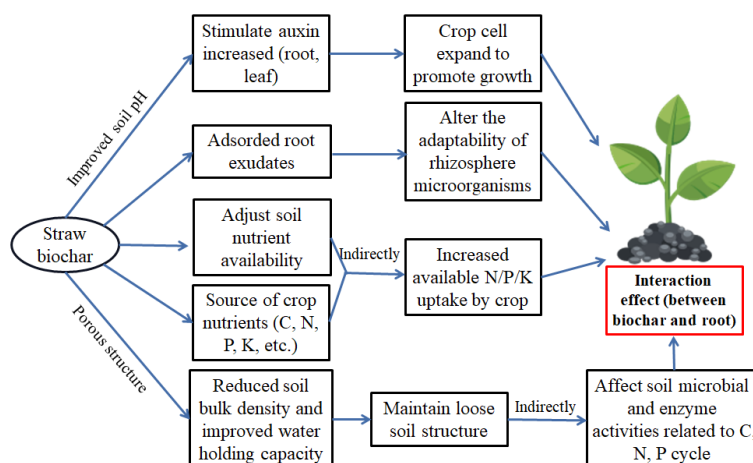 Stimulate auxin
increased (root,
leaf)
Crop cell
expand to
promote growth
Improved soil pH
Adsorbed root
exudates
Alter the
adaptability of
rhizosphere
microorganisms
Straw
biochar
Adjust soil
nutrient
availability
Indirectly
Increased
available N/P/K
uptake by crop
Source of crop
nutrients (C, N,
P, K, etc.)
Interaction
effect (between
biochar and root)
Porous structure
Reduced soil
bulk density and
improved water
holding capacity
Maintain loose
soil structure
Indirectly
Affect soil microbial
and enzyme
activities related to C,
N, P cycle